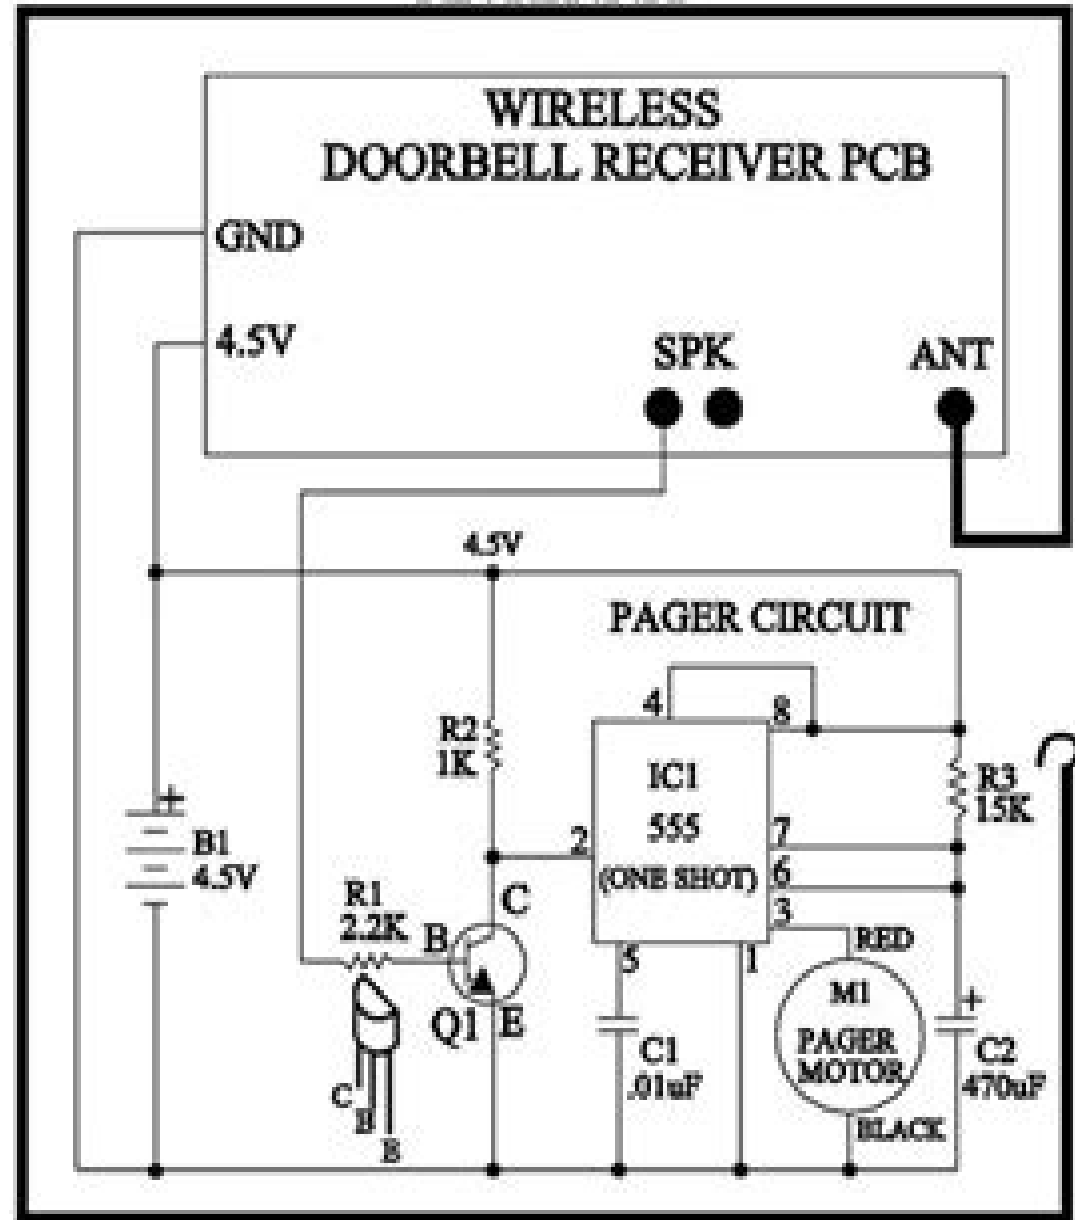 WIRELESS
DOORBELL RECEIVER PCB
GND
4.5V
SPK
ANT
4.5V
PAGER CIRCUIT
R2
1K
4
8
IC1
555
(ONE SHOT)
2
7
6
3
5
1
R3
15K
+
B1
4.5V
R1
2.2K
B
C
Q1
E
C
E
B
C1
.01uF
RED
M1
PAGER
MOTOR
BLACK
+
C2
470uF